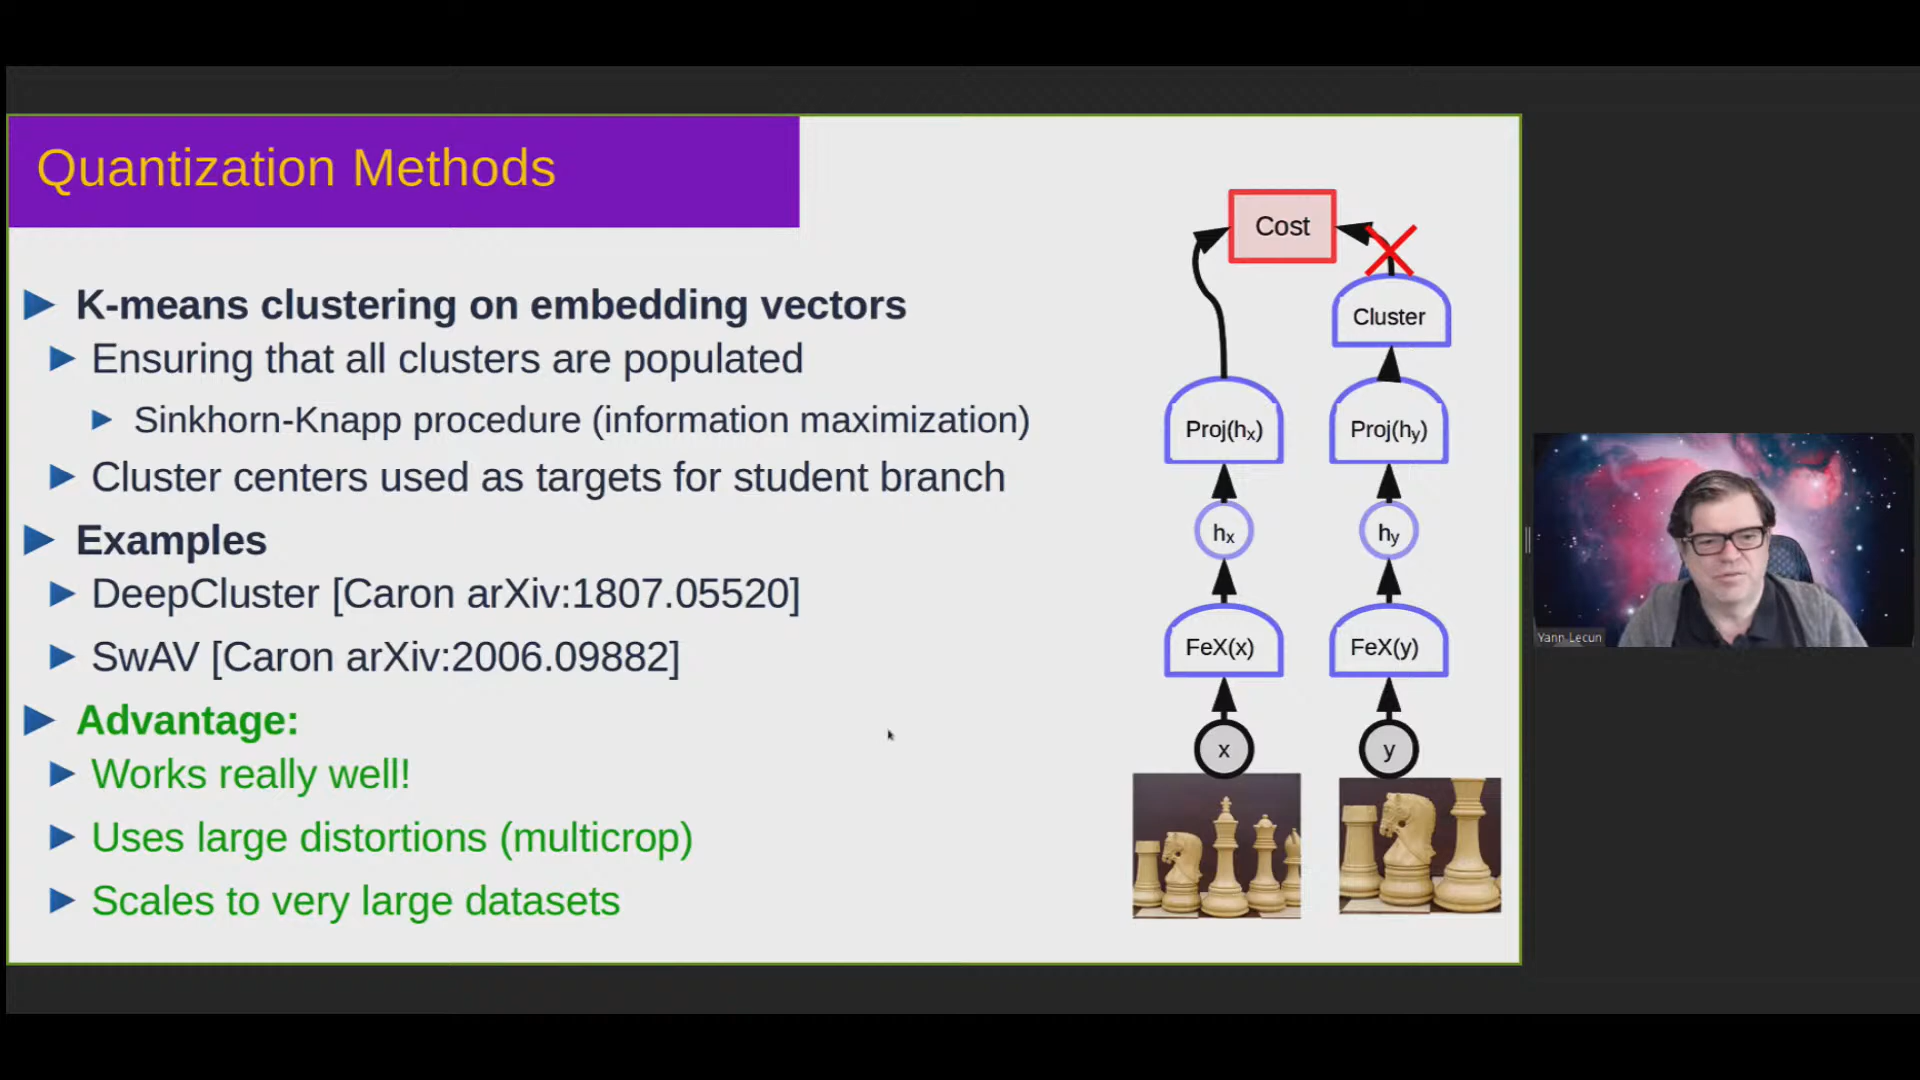 Quantization Methods
K-means clustering on embedding vectors
Ensuring that all clusters are populated
Sinkhorn-Knapp procedure (information maximization)
Cluster centers used as targets for student branch
Examples
DeepCluster [Caron arXiv:1807.05520]
SwAV [Caron arXiv:2006.09882]
Advantage:
Works really well!
Uses large distortions (multicrop)
Scales to very large datasets
Cost
Cluster
Proj(hx)
Proj(hy)
hx
hy
FeX(x)
FeX(y)
x
y
Yann Lecun